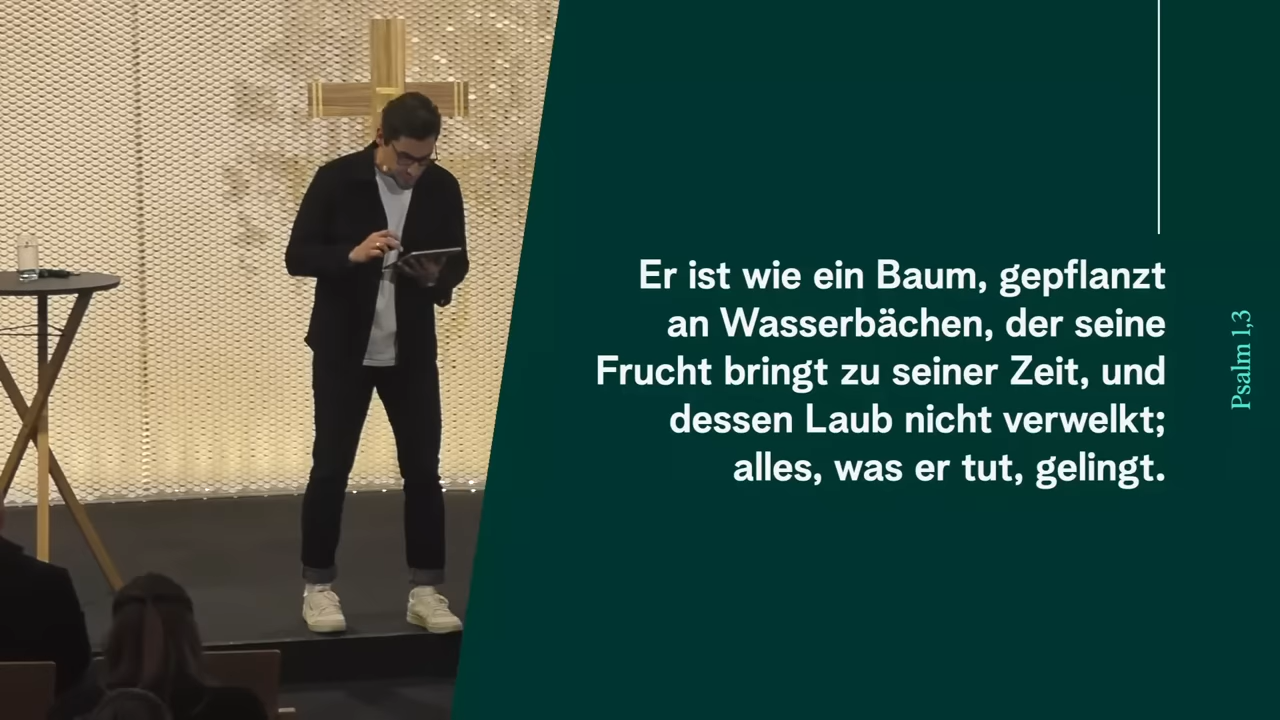 Er ist wie ein Baum, gepflanzt
an Wasserbächen, der seine
Frucht bringt zu seiner Zeit, und
dessen Laub nicht verwelkt;
alles, was er tut, gelingt.
Psalm 1,3